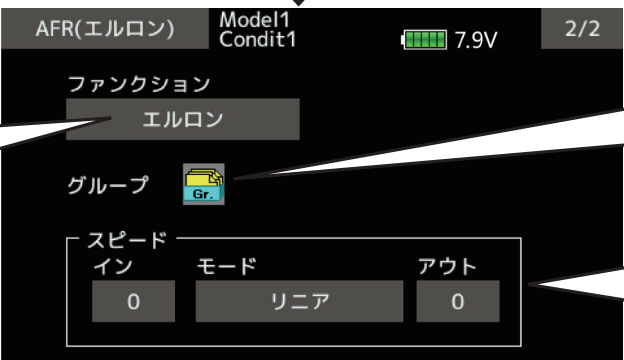 AFR(エルロン)
Model1
Condit1
7.9V
2/2
ファンクション
エルロン
グループ
Gr.
スピード
イン モード アウト
0 リニア 0